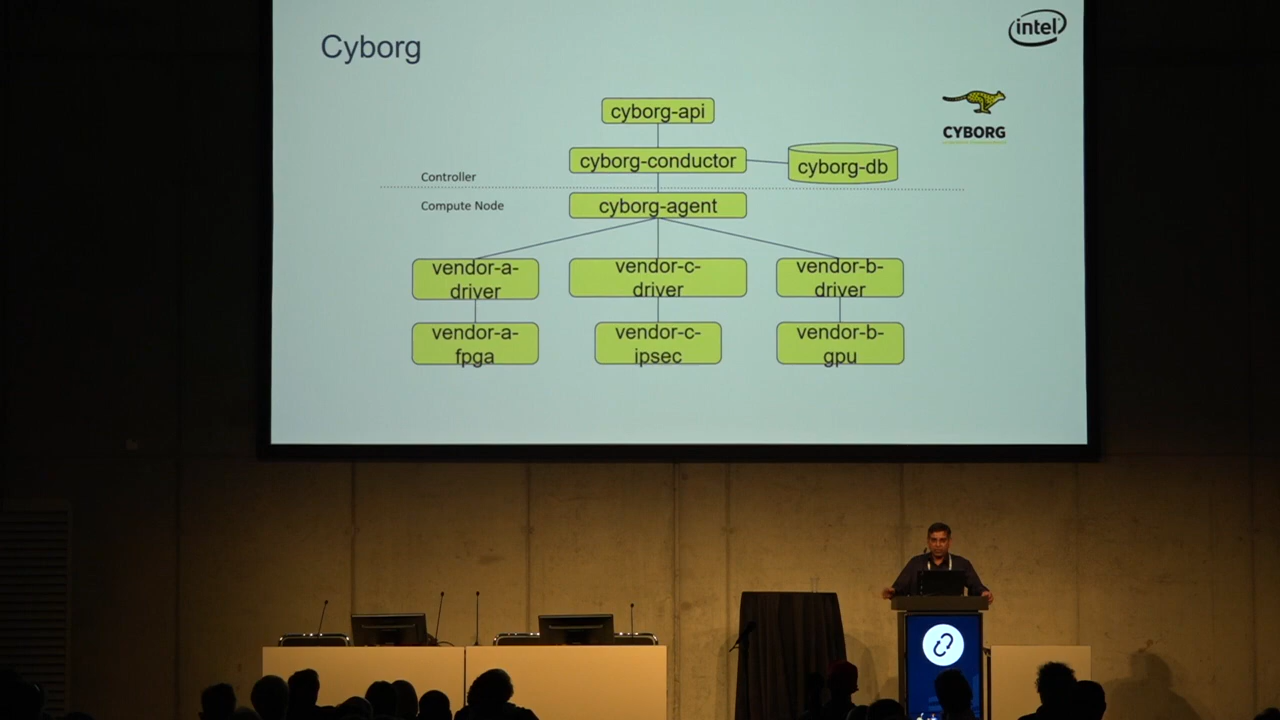 Cyborg
intel
CYBORG
cyborg-api
cyborg-conductor
cyborg-db
Controller
Compute Node
cyborg-agent
vendor-a-
driver
vendor-c-
driver
vendor-b-
driver
vendor-a-
fpga
vendor-c-
ipsec
vendor-b-
gpu